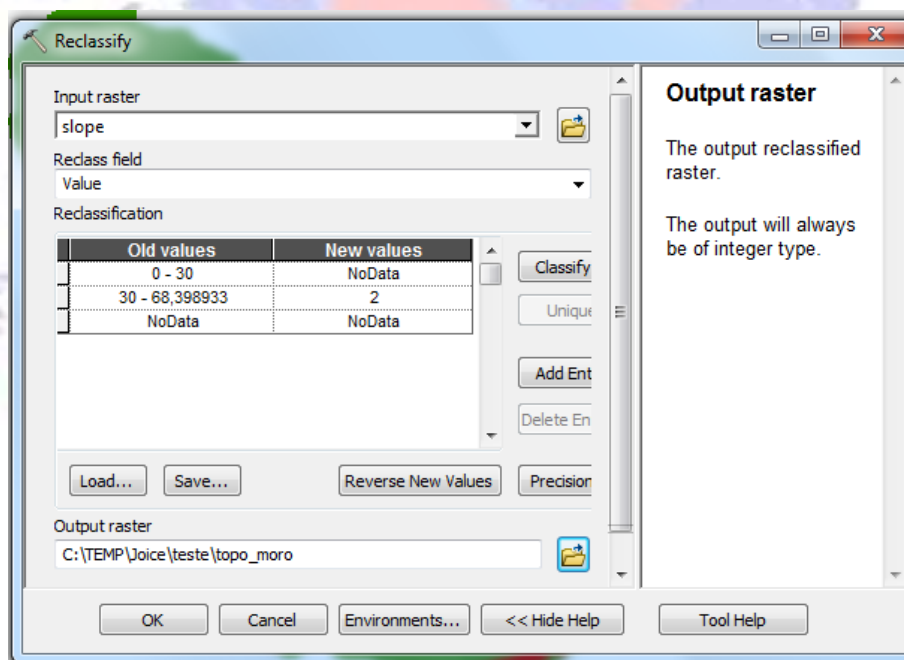 Reclassify
Input raster
slope
Reclass field
Value
Reclassification
Old values New values
0 - 30 NoData
30 - 68,398933 2
NoData NoData
Classify
Unique
Add Ent
Delete En
Load... Save... Reverse New Values Precision
Output raster
C:\TEMP\Joice\teste\topo_moro
OK Cancel Environments... << Hide Help Tool Help
Output raster
The output reclassified
raster.
The output will always
be of integer type.